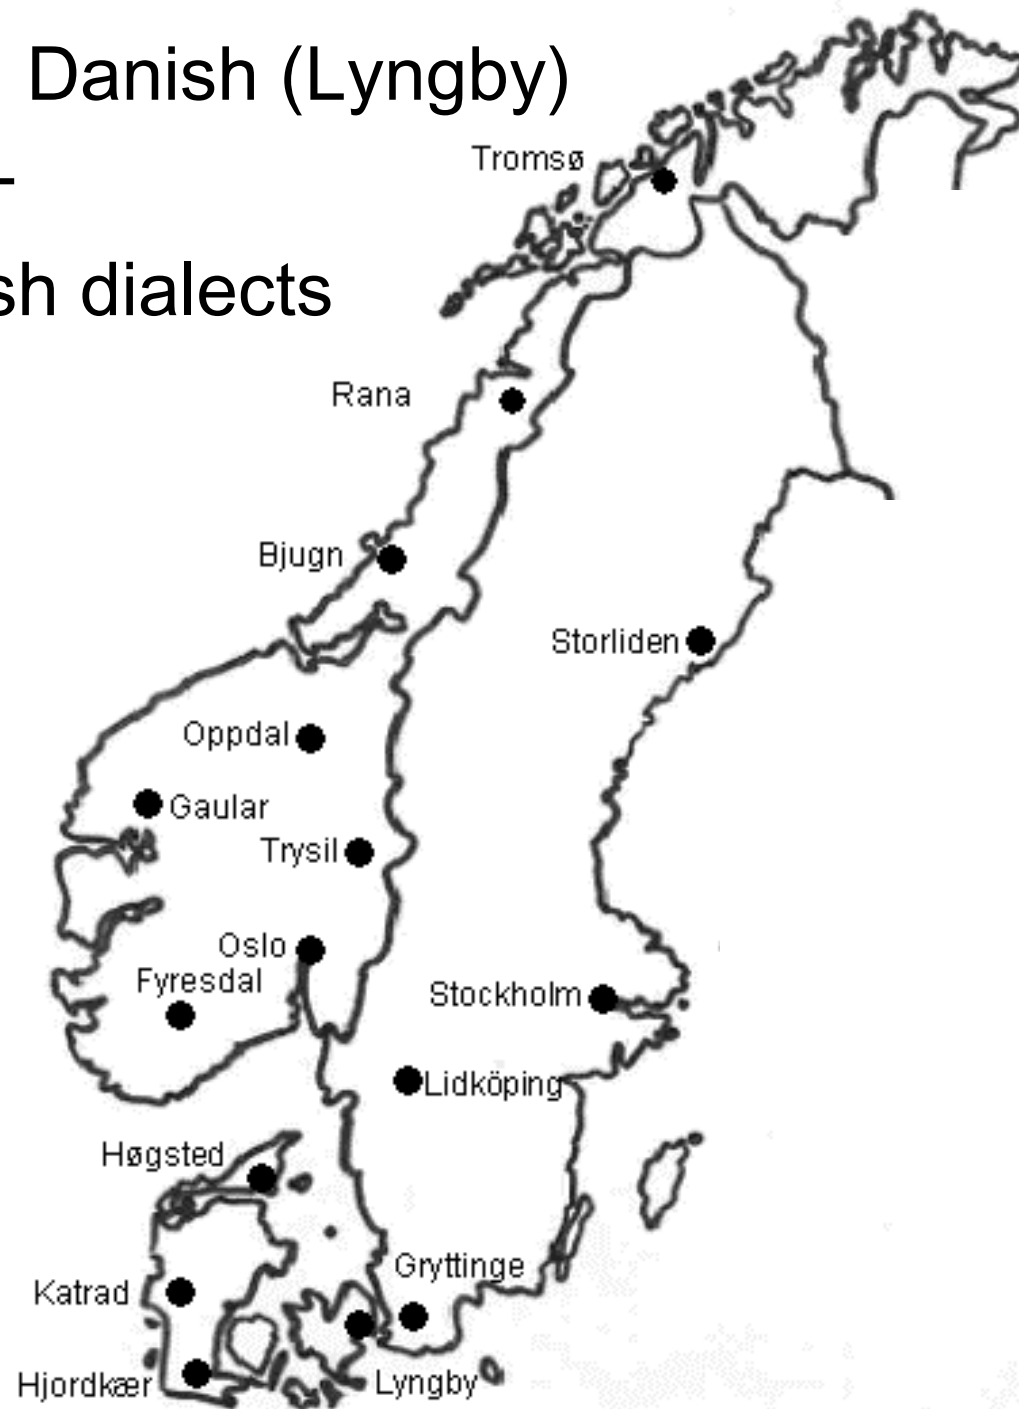 Danish (Lyngby)
-
sh dialects
Tromsø
Rana
Bjugn
Storliden
Oppdal
Gaular
Trysil
Oslo
Fyresdal
Stockholm
Lidköping
Høgsted
Gryttinge
Katrad
Hjordkær
Lyngby